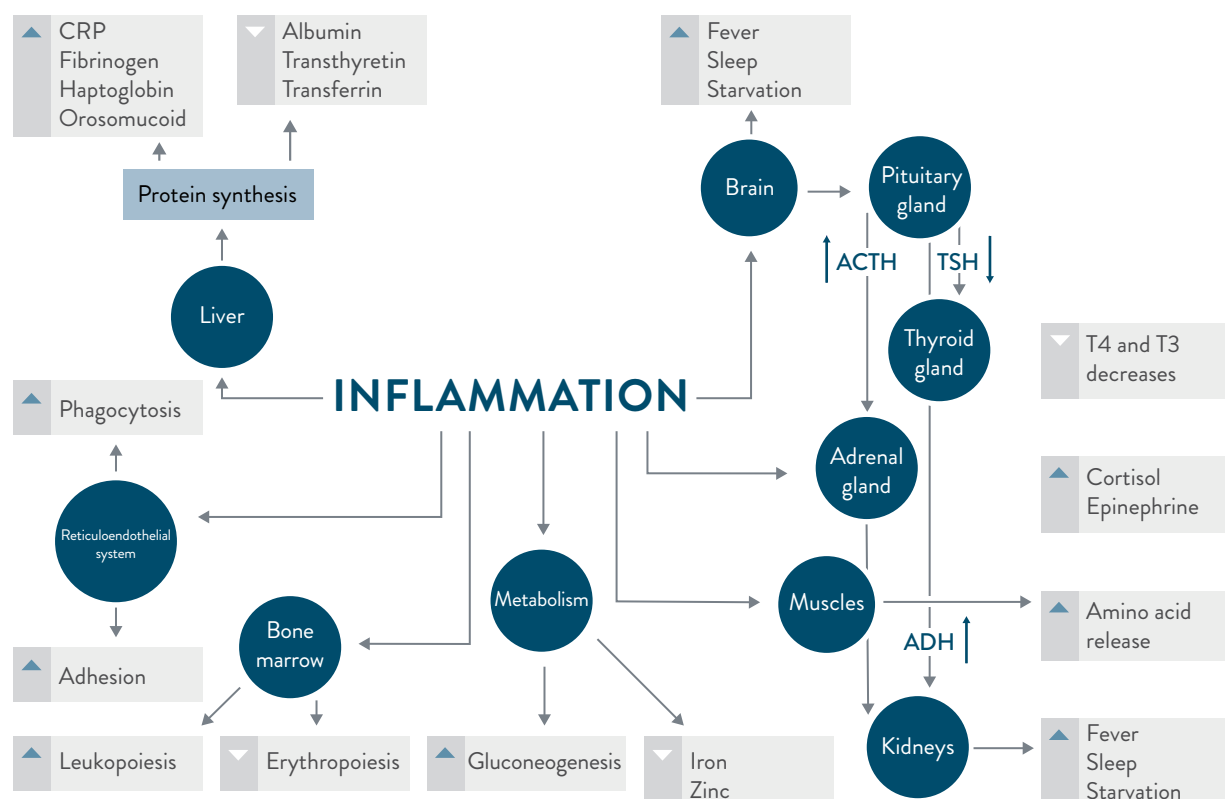 CRP
Fibrinogen
Haptoglobin
Orosomucoid
Albumin
Transthyretin
Transferrin
Fever
Sleep
Starvation
Protein synthesis
Brain
Pituitary
gland
ACTH
TSH
Liver
Thyroid
gland
T4 and T3
decreases
INFLAMMATION
Phagocytosis
Adrenal
gland
Cortisol
Epinephrine
Reticuloendothelial
system
Metabolism
Muscles
Amino acid
release
Bone
marrow
ADH
Adhesion
Leukopoiesis
Erythropoiesis
Gluconeogenesis
Iron
Zinc
Kidneys
Fever
Sleep
Starvation